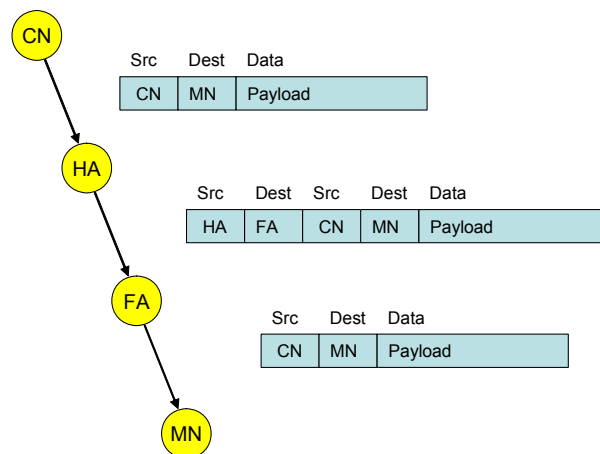 CN
Src Dest Data
CN MN Payload
HA
Src Dest Src Dest Data
HA FA CN MN Payload
FA
Src Dest Data
CN MN Payload
MN